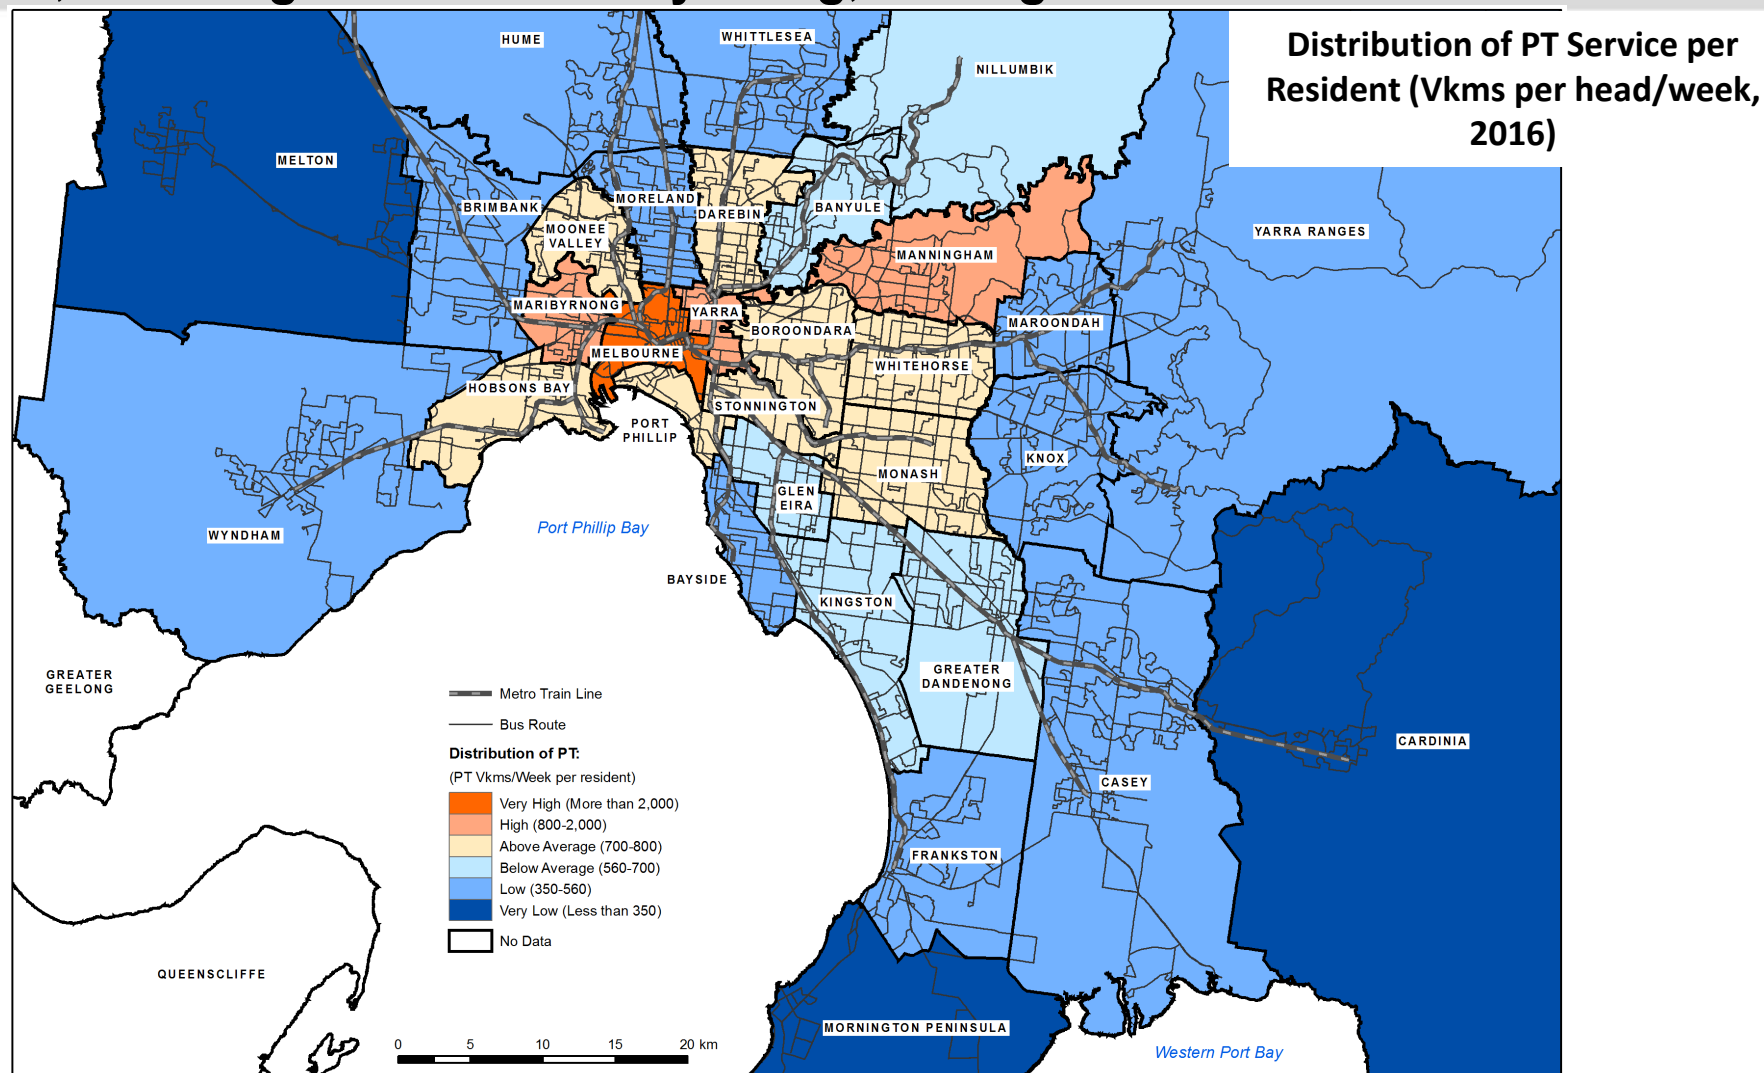 Distribution of PT Service per
Resident (Vkms per head/week,
2016)
HUME
WHITTLESEA
NILLUMBIK
MELTON
BRIMBANK
MORELAND
DAREBIN
BANYULE
MOONEE
VALLEY
YARRA RANGES
MANNINGHAM
MARIBYRNONG
YARRA
BOROONDARA
MAROONDAH
MELBOURNE
WHITEHORSE
HOBSONS BAY
STONNINGTON
PORT
PHILLIP
KNOX
MONASH
GLEN
EIRA
WYNDHAM
Port Phillip Bay
BAYSIDE
KINGSTON
GREATER
GEELONG
GREATER
DANDENONG
CARDINIA
CASEY
FRANKSTON
QUEENSCLIFFE
MORNINGTON PENINSULA
Western Port Bay
Metro Train Line
Bus Route
Distribution of PT:
(PT Vkms/Week per resident)
Very High (More than 2,000)
High (800-2,000)
Above Average (700-800)
Below Average (560-700)
Low (350-560)
Very Low (Less than 350)
No Data
0 5 10 15 20 km